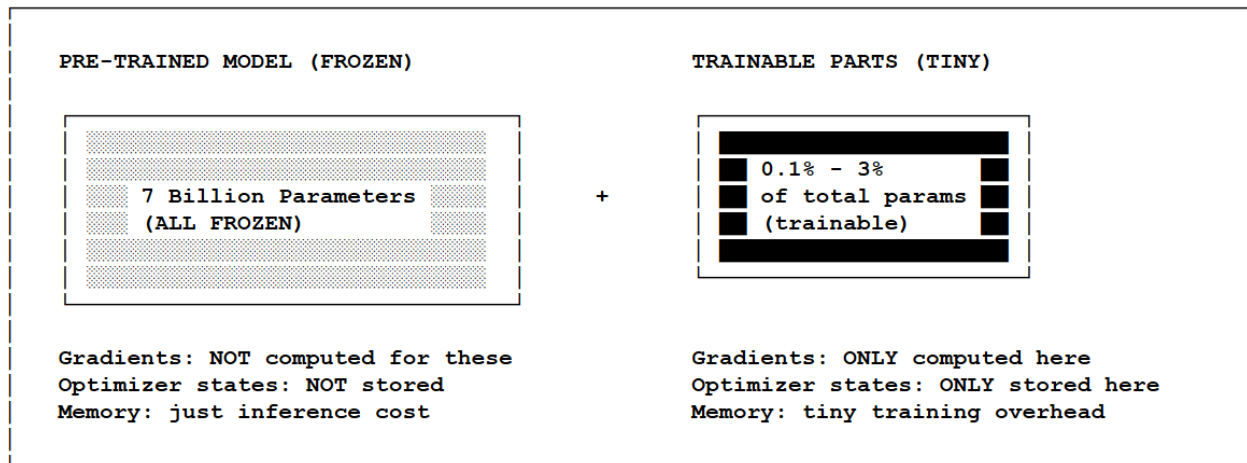 PRE-TRAINED MODEL (FROZEN)
TRAINABLE PARTS (TINY)
7 Billion Parameters
(ALL FROZEN)
+
0.1% - 3%
of total params
(trainable)
Gradients: NOT computed for these
Optimizer states: NOT stored
Memory: just inference cost
Gradients: ONLY computed here
Optimizer states: ONLY stored here
Memory: tiny training overhead